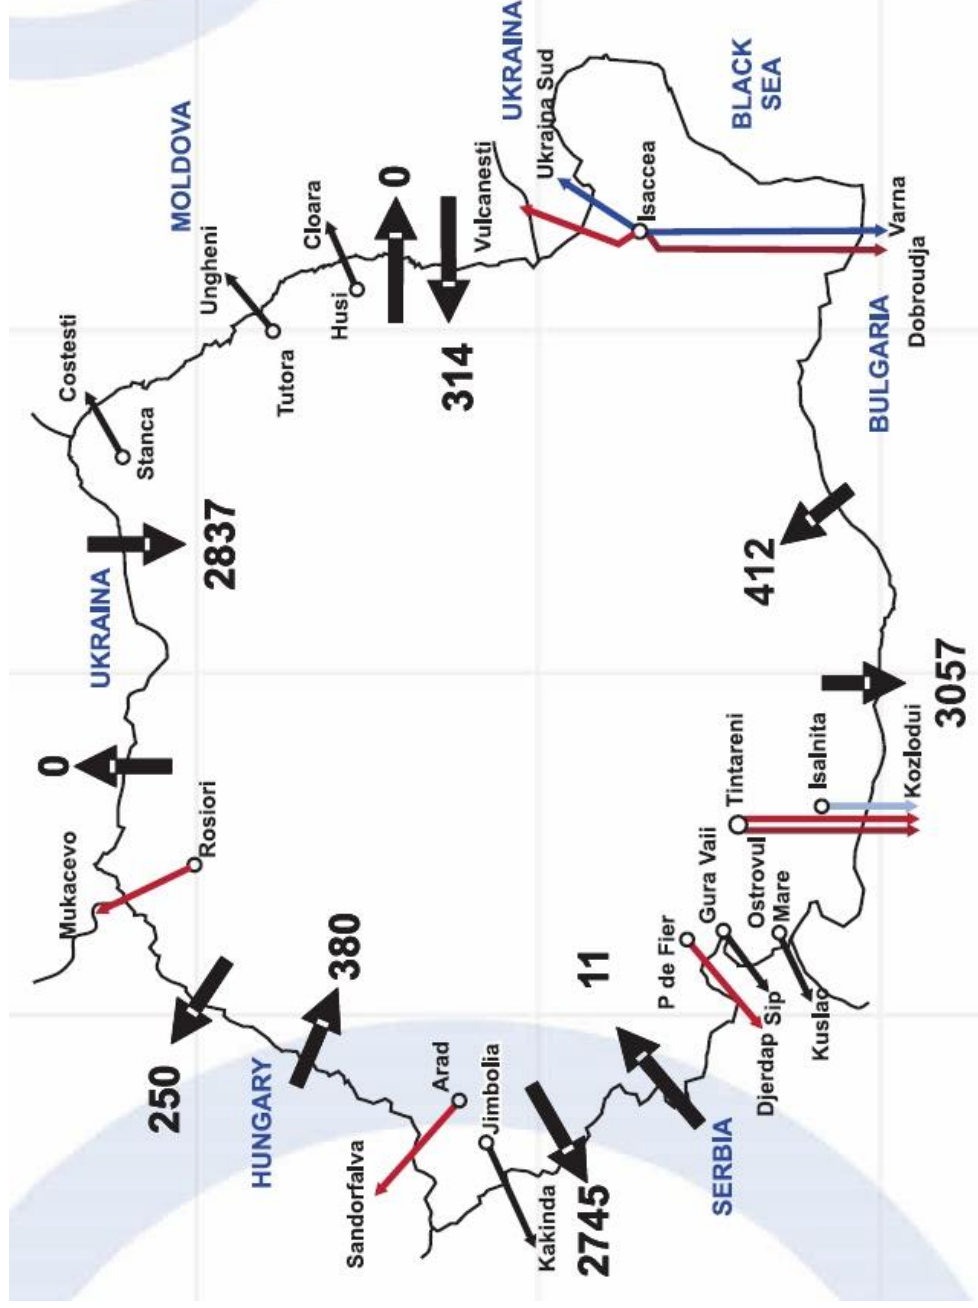 Mukacevo
0
Costesti
UKRAINA
Stanca
250
MOLDOVA
Rosiori
Ungheni
2837
HUNGARY
Tutora
Cloara
Husi
380
Sandorfalva
0
Arad
314
Vulcanesti
Jimbolia
UKRAINA
Kakinda
Ukraina Sud
2745
11
Isaccea
P de Fier
Gura Vaii
SERBIA
Tintareni
BLACK
SEA
Ostrovul
Mare
412
Djerdap
Sip
Isalnita
Kuslac
BULGARIA
Varna
Kozlodui
Dobroudja
3057